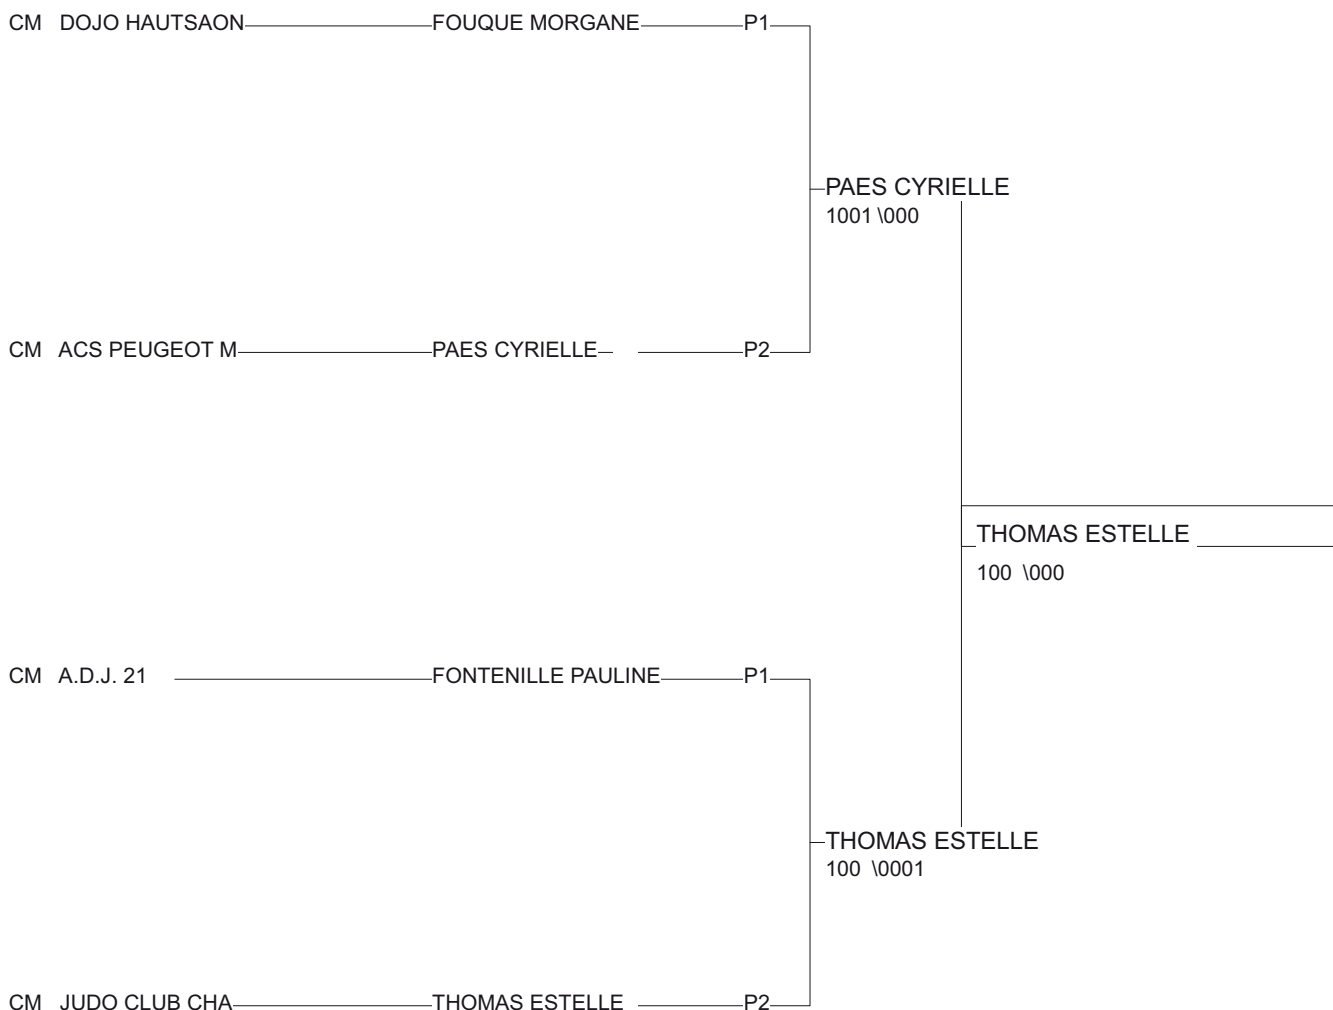 CM DOJO HAUTSAON FOUQUE MORGANE P1
PAES CYRIELLE
1001 \000
CM ACS PEUGEOT M PAES CYRIELLE P2
THOMAS ESTELLE
100 \000
CM A.D.J. 21 FONTENILLE PAULINE P1
THOMAS ESTELLE
100 \0001
CM JUDO CLUB CHA THOMAS ESTELLE P2